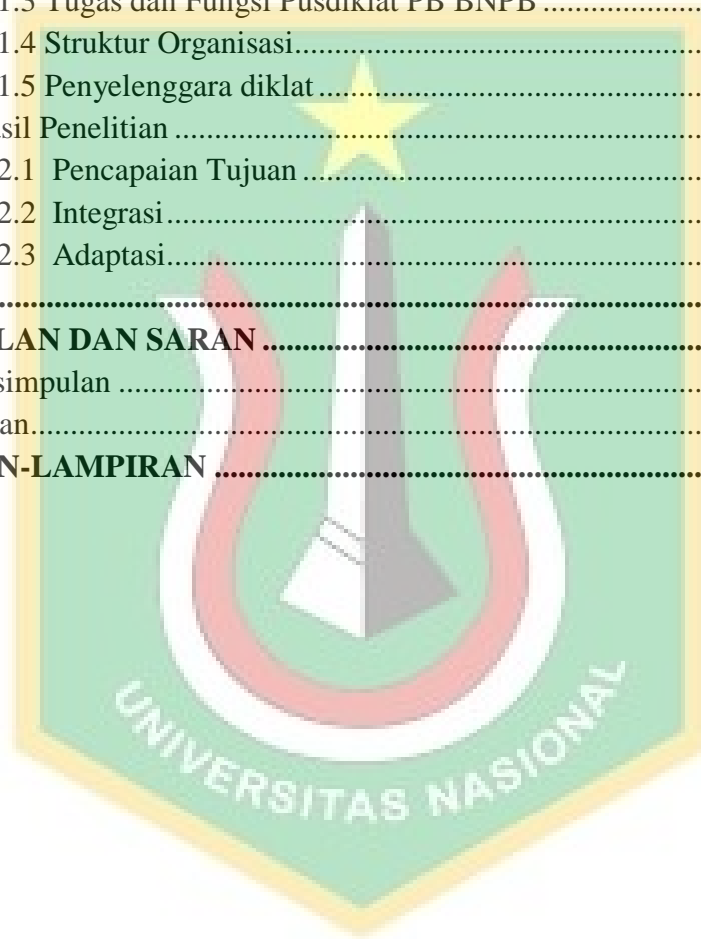 1.3 Tugas dan Fungsi Pusdiklat PB BNPB ....................
1.4 Struktur Organisasi....................
1.5 Penyelenggara diklat ....................
sil Penelitian ....................
2.1 Pencapaian Tujuan ....................
2.2 Integrasi....................
2.3 Adaptasi....................
....................
LAN DAN SARAN ....................
simpulan ....................
an....................
N-LAMPIRAN ....................
UNIVERSITAS NASIONAL